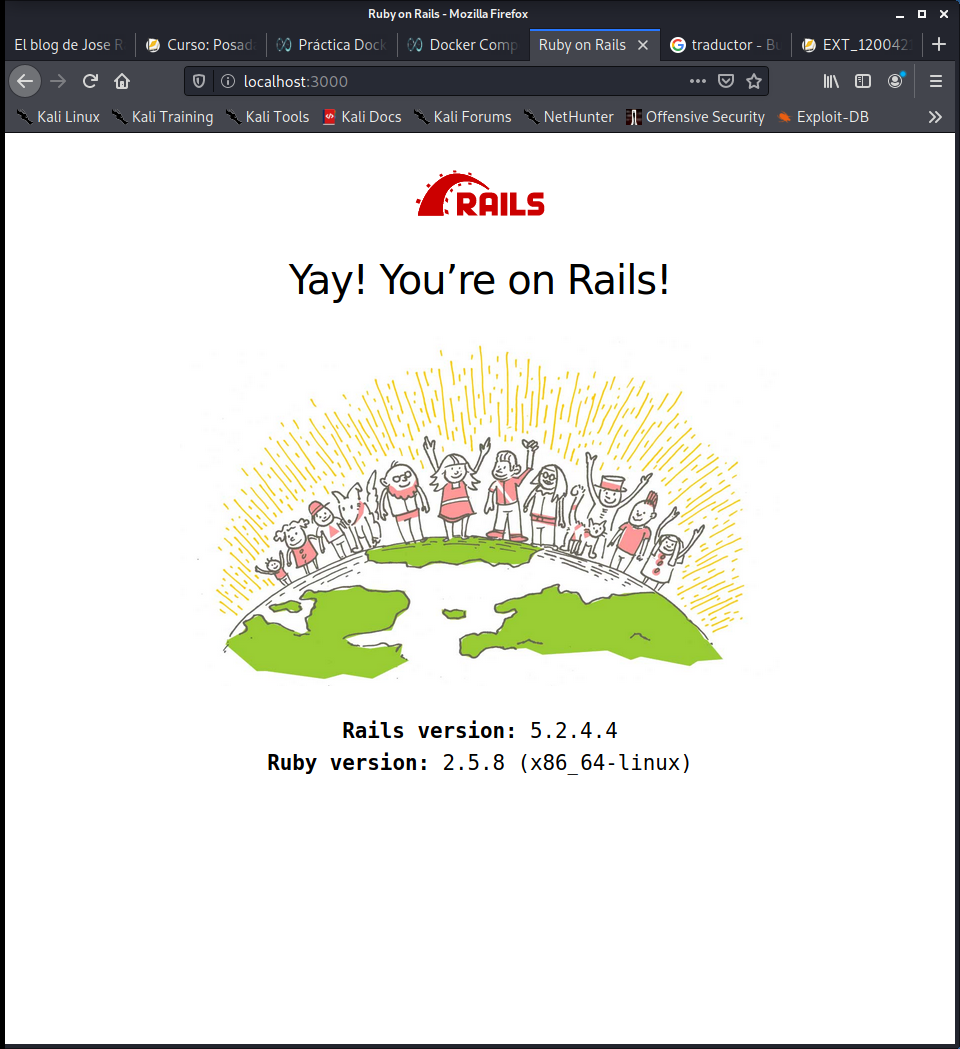 Ruby on Rails - Mozilla Firefox
El blog de Jose Curso: Posad Práctica Dock Docker Comp Ruby on Rails traductor - EXT_12004
localhost:3000
Kali Linux Kali Training Kali Tools Kali Docs Kali Forums NetHunter Offensive Security Exploit-DB
RAILS
Yay! You’re on Rails!
Rails version: 5.2.4.4
Ruby version: 2.5.8 (x86_64-linux)